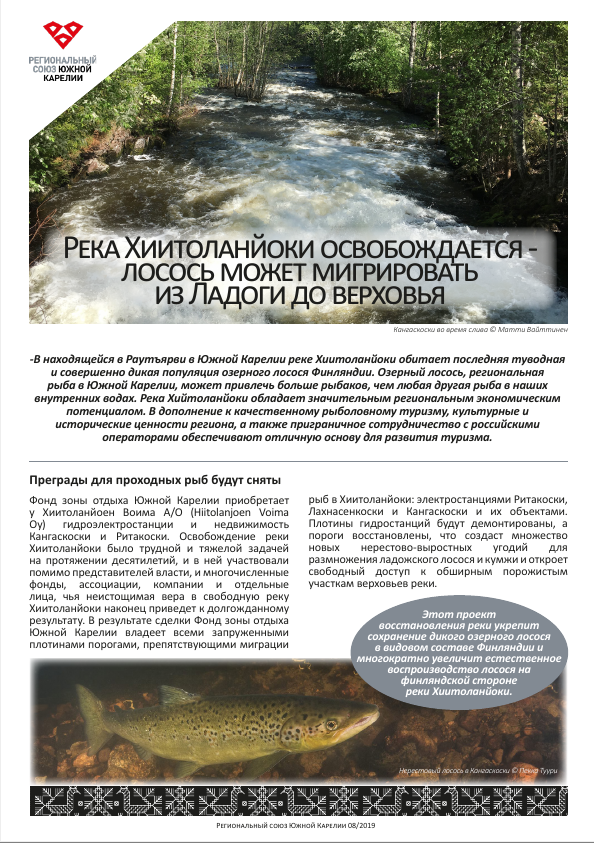 РЕГИОНАЛЬНЫЙ
СОЮЗ ЮЖНОЙ
КАРЕЛИИ
Река Хиитоланйоки освобождается -
лосось может мигрировать
из Ладоги до верховья
Кангаскоски во время слива © Матти Вайттинен
-В находящейся в Раутъярви в Южной Карелии реке Хиитоланйоки обитает последняя туводная
и совершенно дикая популяция озерного лосося Финляндии. Озерный лосось, региональная
рыба в Южной Карелии, может привлечь больше рыбаков, чем любая другая рыба в наших
внутренних водах. Река Хийтоланйоки обладает значительным региональным экономическим
потенциалом. В дополнение к качественному рыболовному туризму, культурные и
исторические ценности региона, а также приграничное сотрудничество с российскими
операторами обеспечивают отличную основу для развития туризма.
Преграды для проходных рыб будут сняты
Фонд зоны отдыха Южной Карелии приобретает
у Хиитоланйоен Воима А/О (Hiitolanjoen Voima
Oy) гидроэлектростанции и недвижимость
Кангаскоски и Ритакоски. Освобождение реки
Хиитоланйоки было трудной и тяжелой задачей
на протяжении десятилетий, и в ней участвовали
помимо представителей власти, и многочисленные
фонды, ассоциации, компании и отдельные
лица, чья неистощимая вера в свободную реку
Хиитоланйоки наконец приведет к долгожданному
результату. В результате сделки Фонд зоны отдыха
Южной Карелии владеет всеми запруженными
плотинами порогами, препятствующими миграции
рыб в Хиитоланйоки: электростанциями Ритакоски,
Лахнасенкоски и Кангаскоски и их объектами.
Плотины гидростанций будут демонтированы, а
пороги восстановлены, что создаст множество
новых нерестово-выростных угодий для
размножения ладожского лосося и кумжи и откроет
свободный доступ к обширным порожистым
участкам верховьев реки.
Этот проект
восстановления реки укрепит
сохранение дикого озерного лосося
в видовом составе Финляндии и
многократно увеличит естественное
воспроизводство лосося на
финляндской стороне
реки Хиитоланйоки.
Нерестовый лосось в Кангаскоски © Пекка Туури
Региональный союз Южной Карелии 08/2019